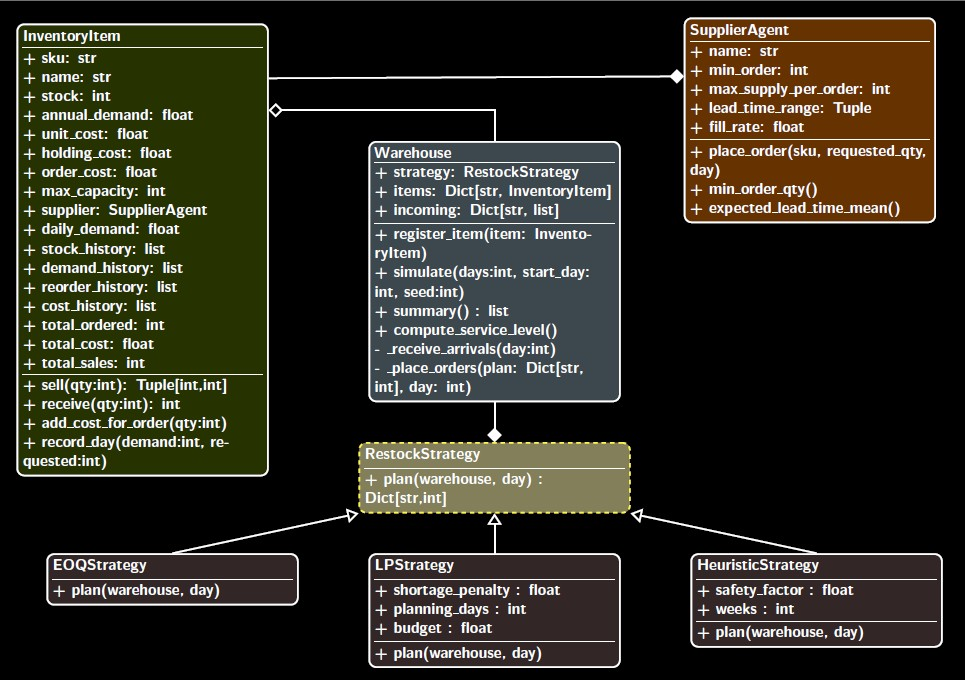 InventoryItem
+ sku: str
+ name: str
+ stock: int
+ annual_demand: float
+ unit_cost: float
+ holding_cost: float
+ order_cost: float
+ max_capacity: int
+ supplier: SupplierAgent
+ daily_demand: float
+ stock_history: list
+ demand_history: list
+ reorder_history: list
+ cost_history: list
+ total_ordered: int
+ total_cost: float
+ total_sales: int
+ sell(qty:int): Tuple[int,int]
+ receive(qty:int): int
+ add_cost_for_order(qty:int)
+ record_day(demand:int, re-
quested:int)
SupplierAgent
+ name: str
+ min_order: int
+ max_supply_per_order: int
+ lead_time_range: Tuple
+ fill_rate: float
+ place_order(sku, requested_qty,
day)
+ min_order_qty()
+ expected_lead_time_mean()
Warehouse
+ strategy: RestockStrategy
+ items: Dict[str, InventoryItem]
+ incoming: Dict[str, list]
+ register_item(item: Invento-
ryItem)
+ simulate(days:int, start_day:
int, seed:int)
+ summary() : list
+ compute_service_level()
- _receive_arrivals(day:int)
- _place_orders(plan: Dict[str,
int], day: int)
RestockStrategy
+ plan(warehouse, day) :
Dict[str,int]
EOQStrategy
+ plan(warehouse, day)
LPStrategy
+ shortage_penalty : float
+ planning_days : int
+ budget : float
+ plan(warehouse, day)
HeuristicStrategy
+ safety_factor : float
+ weeks : int
+ plan(warehouse, day)